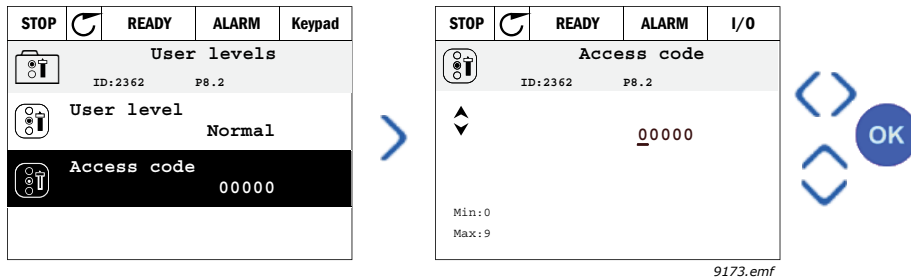 STOP READY ALARM Keypad
User levels
ID:2362 P8.2
User level
Normal
Access code
00000
STOP READY ALARM I/O
Access code
ID:2362 P8.2
00000
Min:0
Max:9
OK
9173.emf